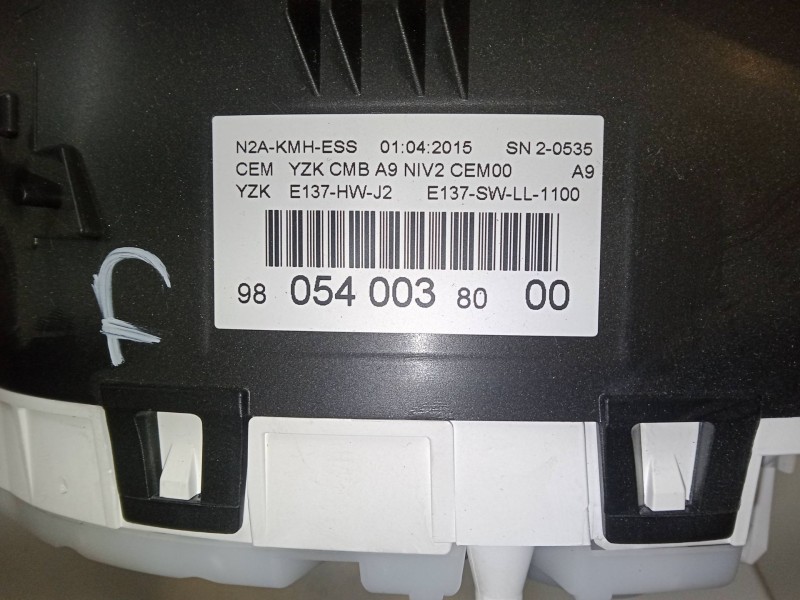 N2A-KMH-ESS 01:04:2015 SN 2-0535
CEM YZK CMB A9 NIV2 CEM00 A9
YZK E137-HW-J2 E137-SW-LL-1100
98 054 003 80 00